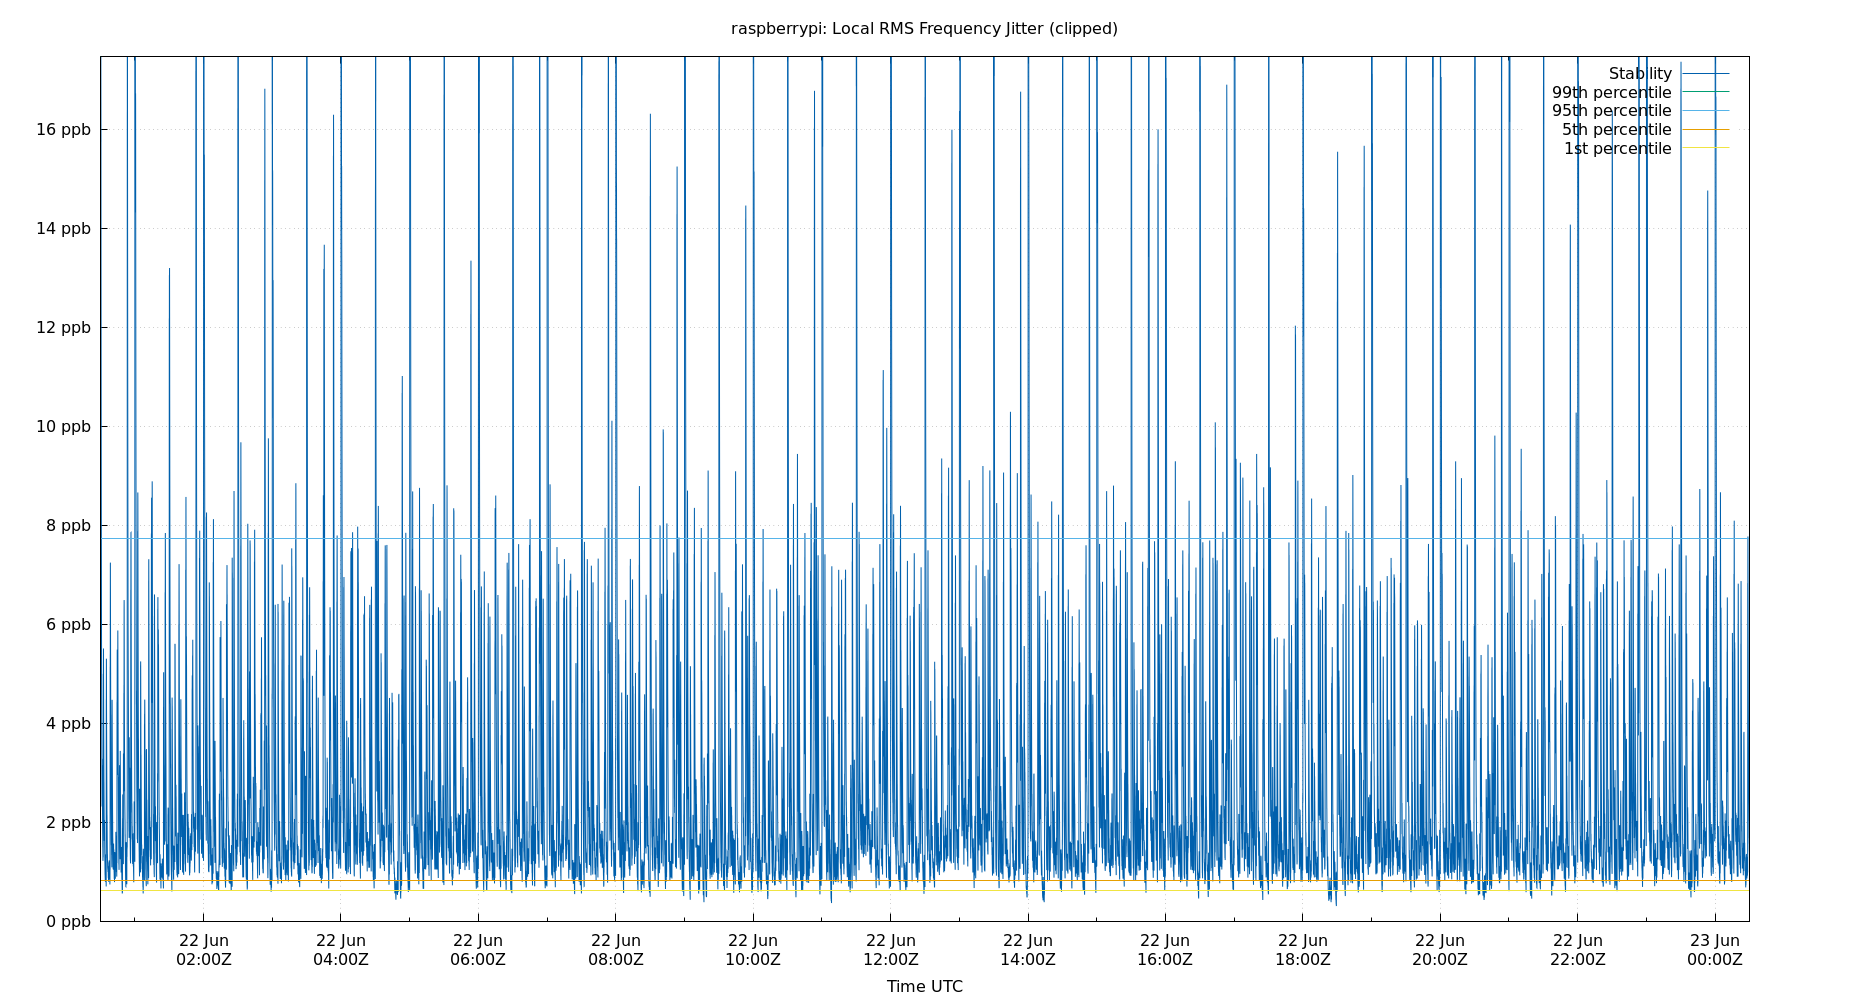 raspberrypi: Local RMS Frequency Jitter (clipped)
Stability
99th percentile
95th percentile
5th percentile
1st percentile
16 ppb
14 ppb
12 ppb
10 ppb
8 ppb
6 ppb
4 ppb
2 ppb
0 ppb
22 Jun 22 Jun 22 Jun 22 Jun 22 Jun 22 Jun 22 Jun 22 Jun 22 Jun 22 Jun 22 Jun 23 Jun
02:00Z 04:00Z 06:00Z 08:00Z 10:00Z 12:00Z 14:00Z 16:00Z 18:00Z 20:00Z 22:00Z 00:00Z
Time UTC